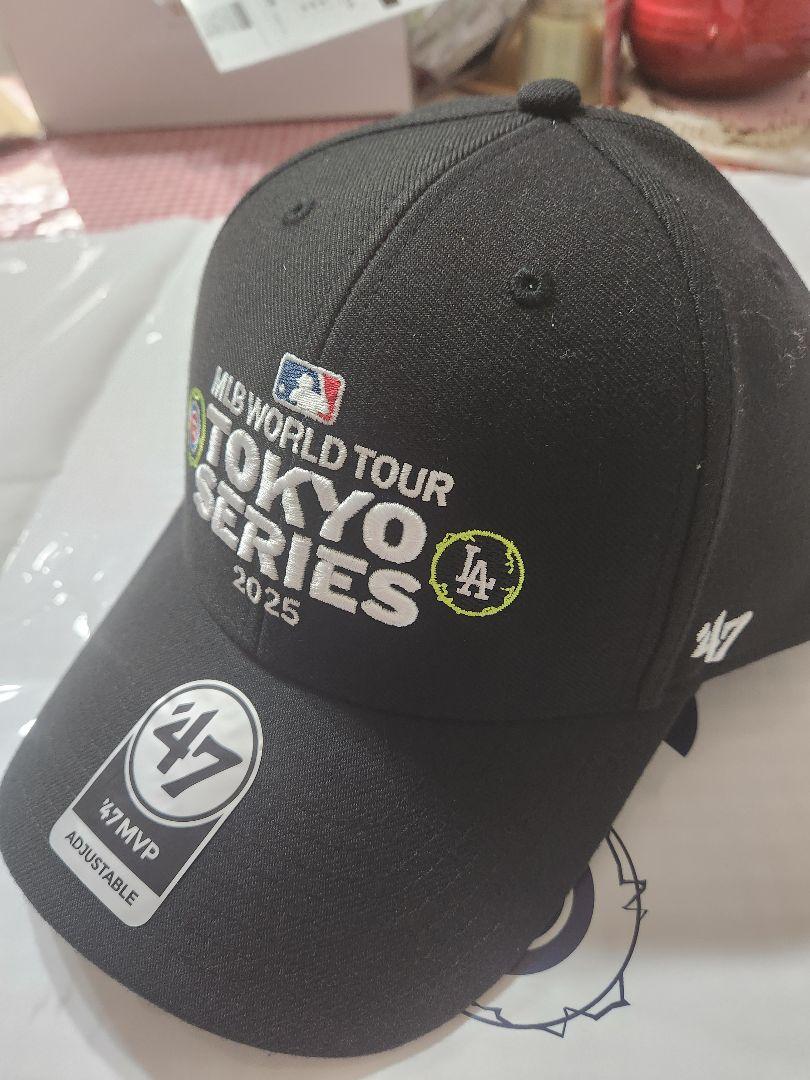 MLB WORLD TOUR
TOKYO
SERIES
2025
LA
'47
'47
'47 MVP
ADJUSTABLE